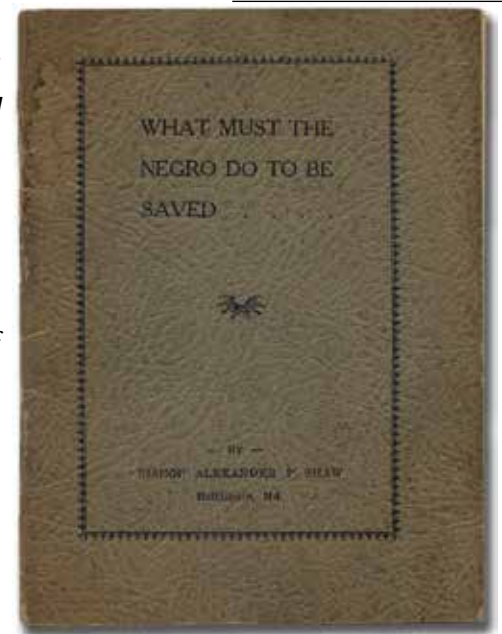 WHAT MUST THE
NEGRO DO TO BE
SAVED . . . . . .
— BY —
BISHOP ALEXANDER P. SHAW
Baltimore, Md.